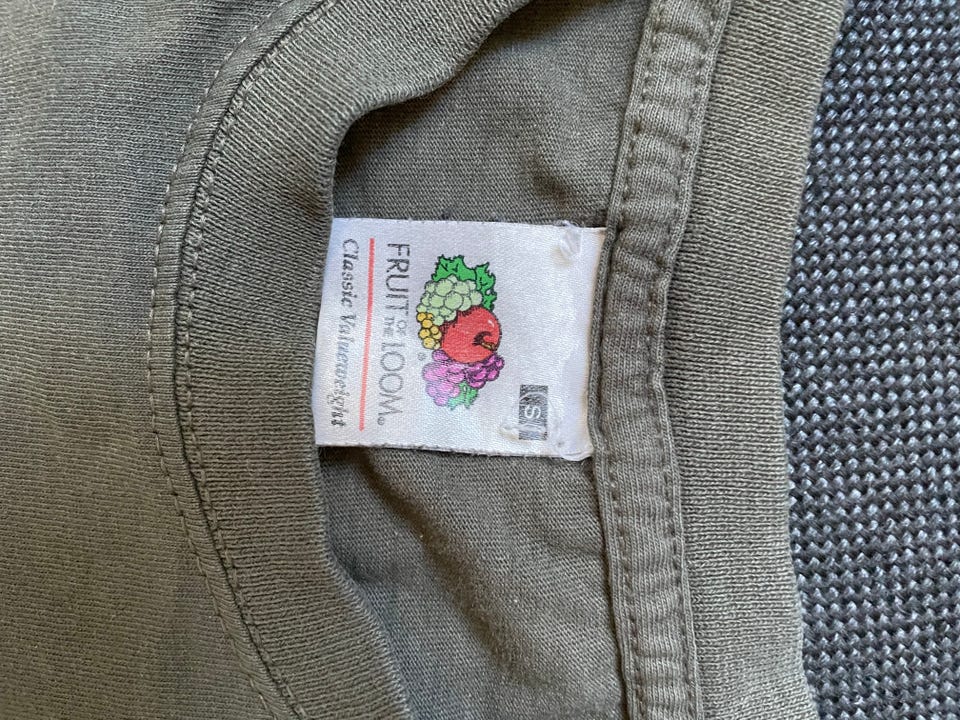 S
FRUIT OF THE LOOM®
Classic Valueweight